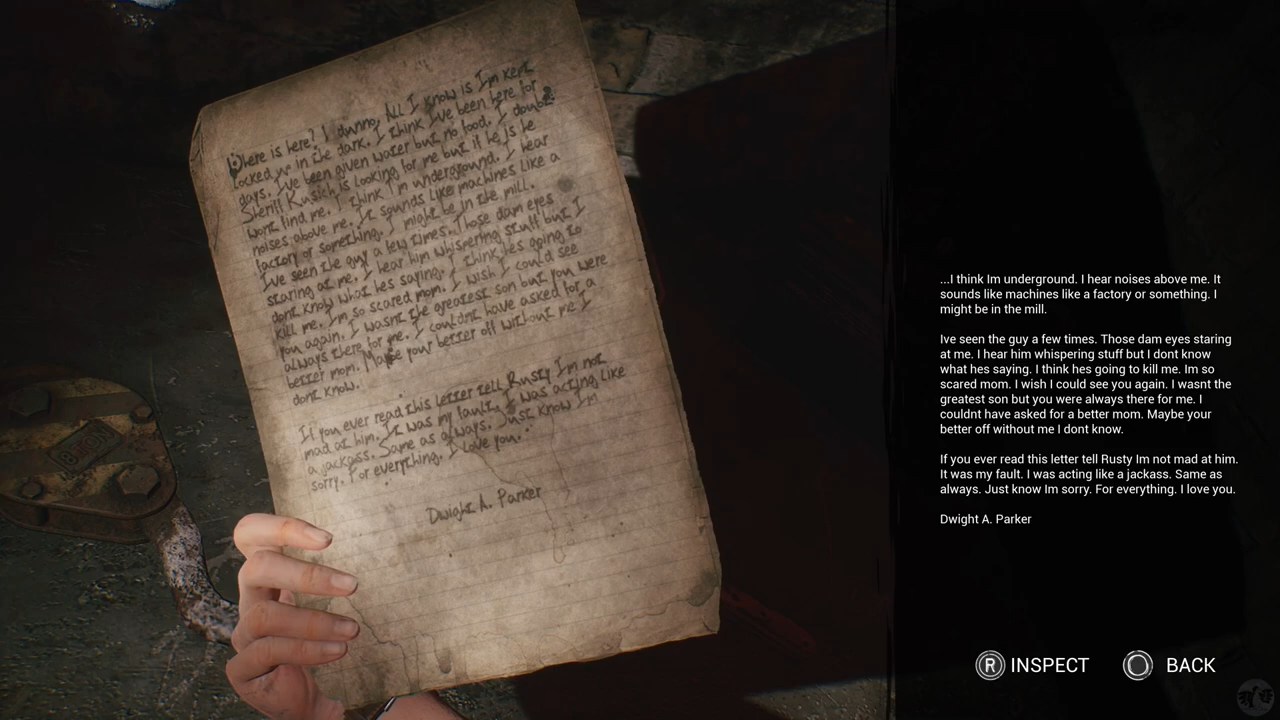 Where is here? I dunno, All I know is Im kept
locked up in the dark. I think Ive been here for
days. Ive been given water but no food. I doubt
Sheriff Kusich is looking for me but if he is he
wont find me. I think I'm underground. I hear
noises above me. It sounds like machines like a
factory or something. I might be in the mill.
Ive seen the guy a few times. Those dam eyes
staring at me. I hear him whispering stuff but I
dont know what hes saying. I think hes going to
kill me. Im so scared mom. I wish I could see
you again. I wasnt the greatest son but you were
always there for me. I couldnt have asked for a
better mom. Maybe your better off without me I
dont know.
If you ever read this letter tell Rusty Im not
mad at him. It was my fault. I was acting like
a jackass. Same as always. Just know Im
sorry. For everything. I love you.
Dwight A. Parker
...I think Im underground. I hear noises above me. It
sounds like machines like a factory or something. I
might be in the mill.
Ive seen the guy a few times. Those dam eyes staring
at me. I hear him whispering stuff but I dont know
what hes saying. I think hes going to kill me. Im so
scared mom. I wish I could see you again. I wasnt the
greatest son but you were always there for me. I
couldnt have asked for a better mom. Maybe your
better off without me I dont know.
If you ever read this letter tell Rusty Im not mad at him.
It was my fault. I was acting like a jackass. Same as
always. Just know Im sorry. For everything. I love you.
Dwight A. Parker
R INSPECT
BACK